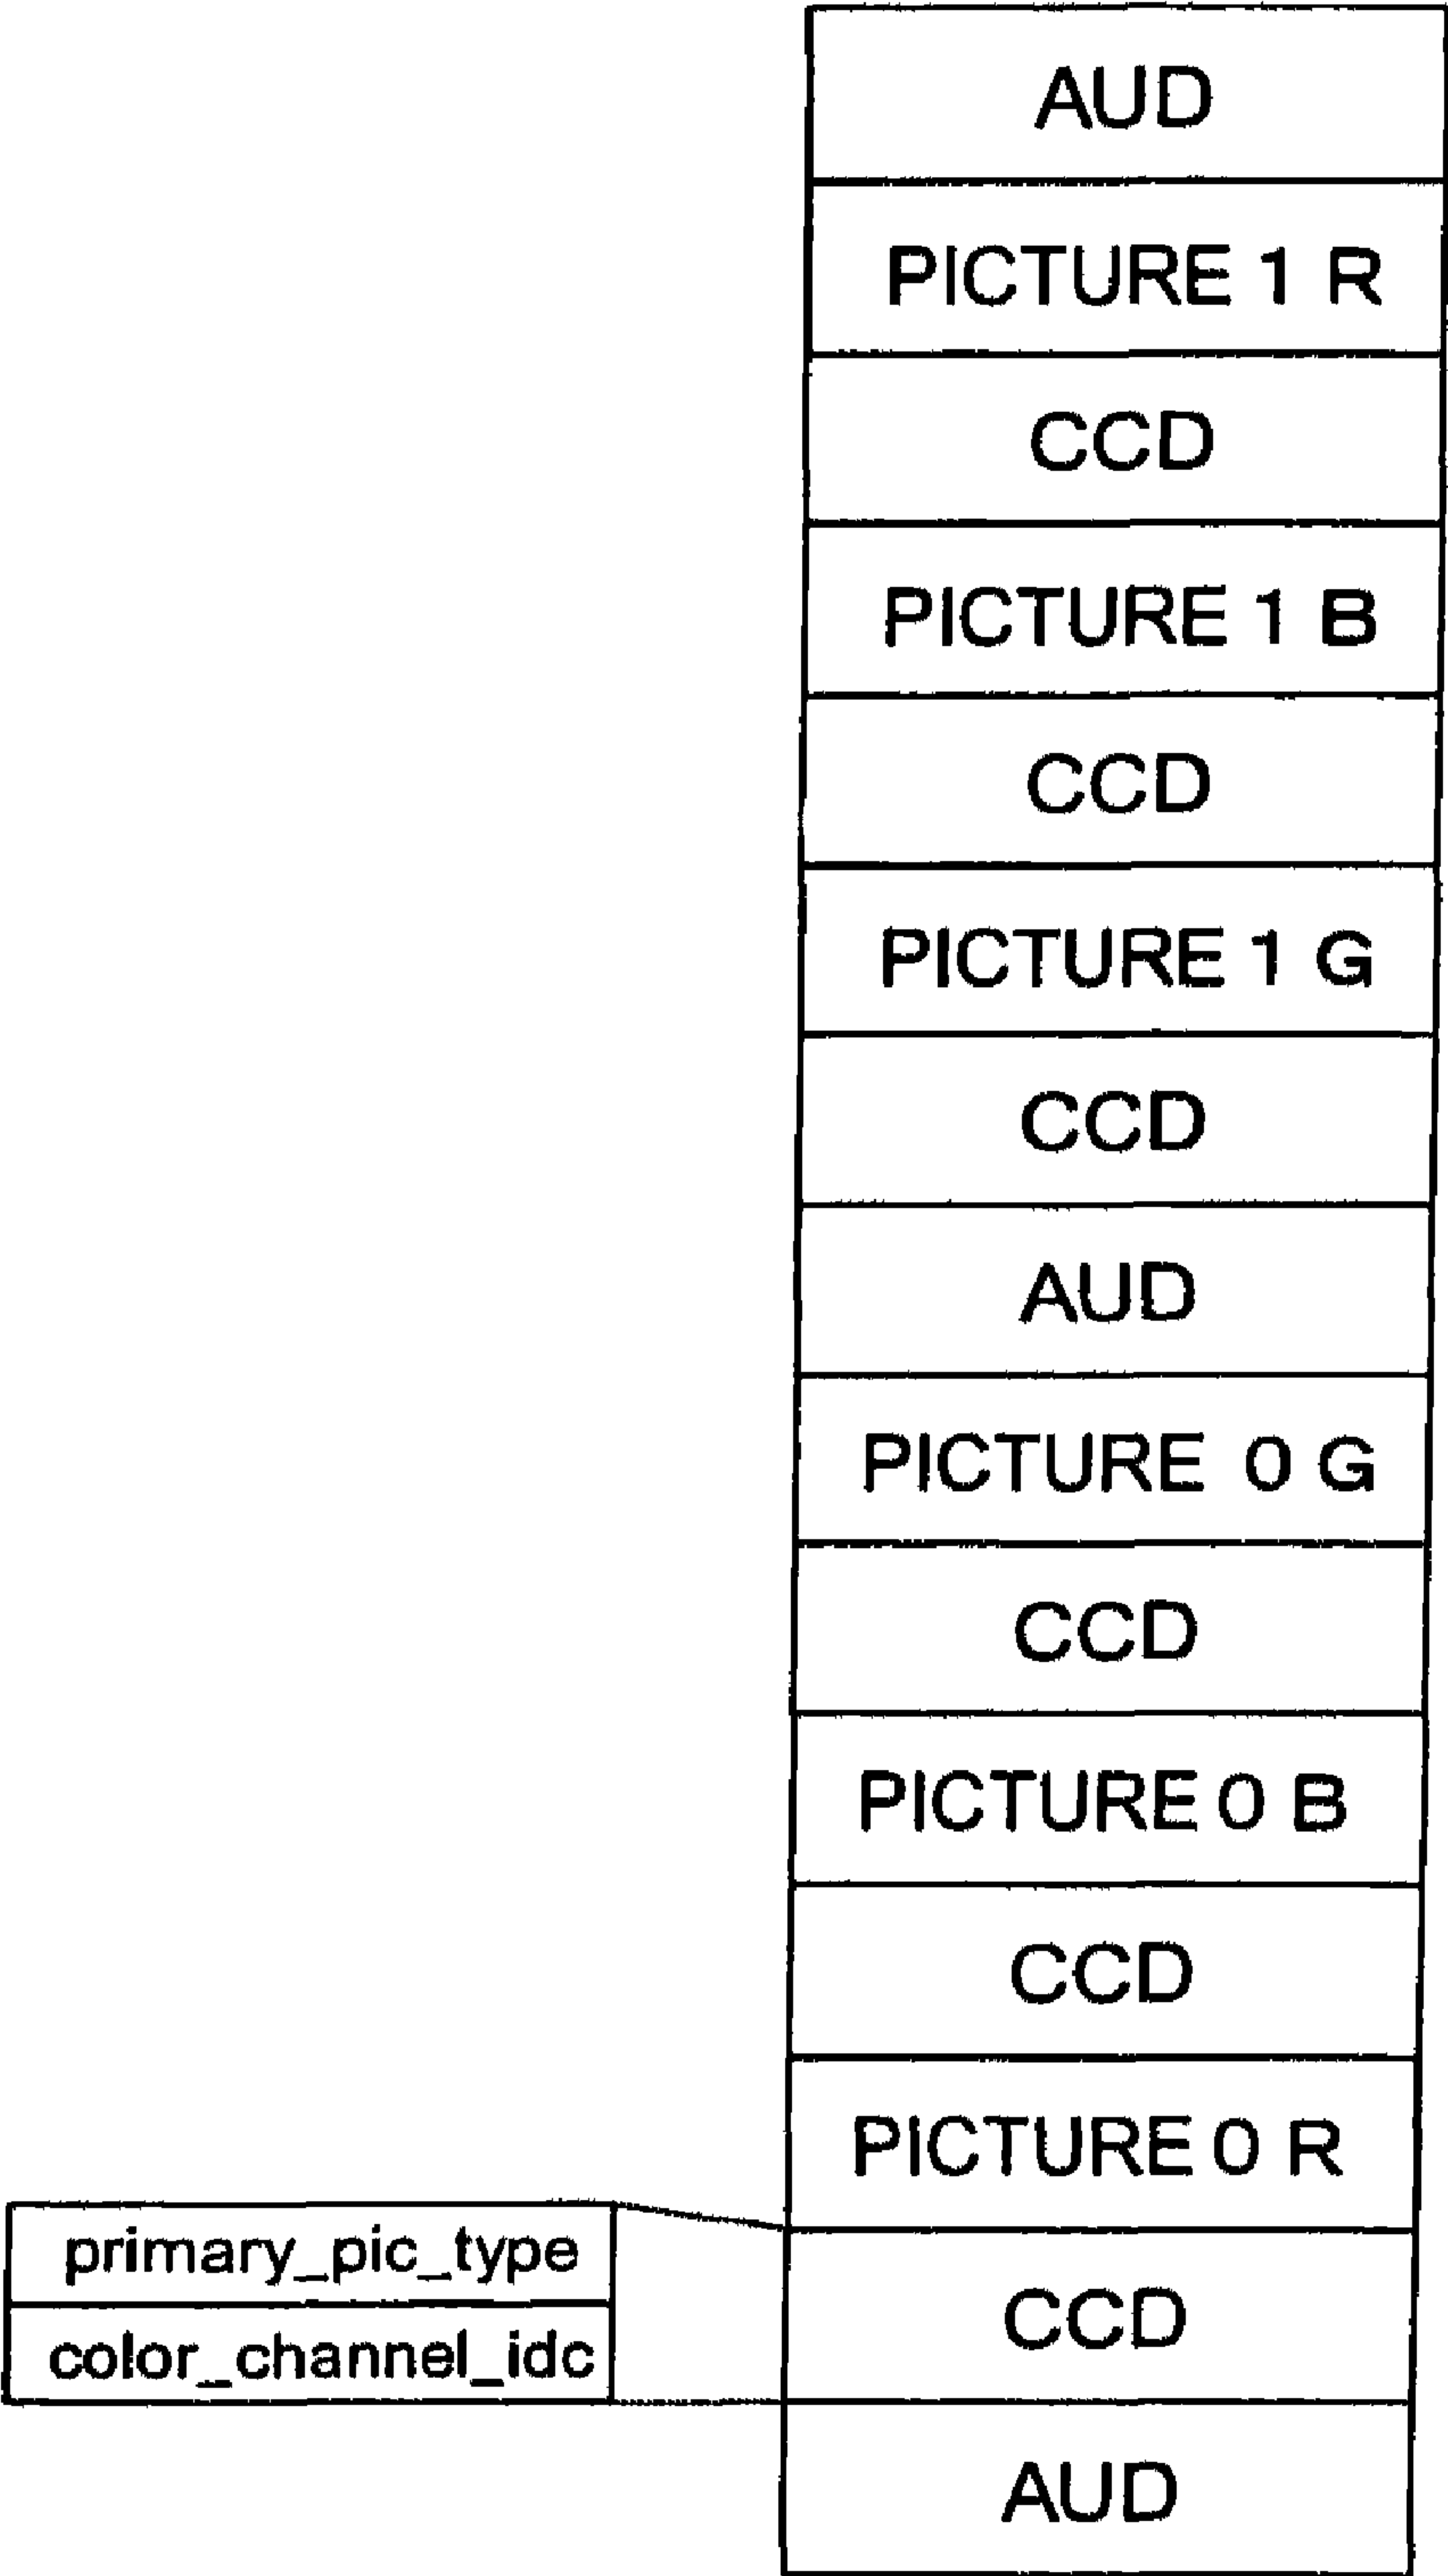 AUD
PICTURE 1 R
CCD
PICTURE 1 B
CCD
PICTURE 1 G
CCD
AUD
PICTURE 0 G
CCD
PICTURE 0 B
CCD
PICTURE 0 R
primary_pic_type
color_channel_idc
CCD
AUD